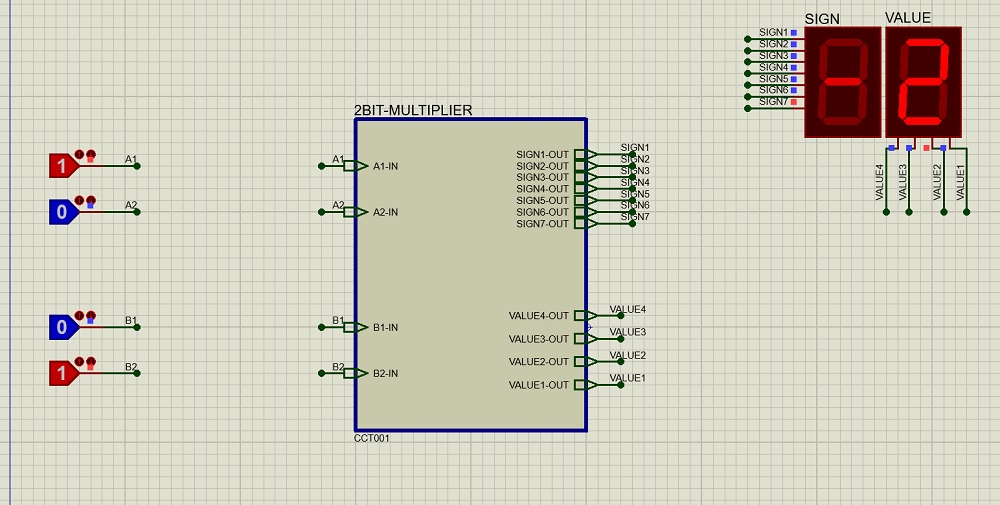 SIGN VALUE
SIGN1
SIGN2
SIGN3
SIGN4
SIGN5
SIGN6
SIGN7
- 2
VALUE4 VALUE3 VALUE2 VALUE1
2BIT-MULTIPLIER
1 A1
0 A2
0 B1
1 B2
A1 A1-IN
A2 A2-IN
B1 B1-IN
B2 B2-IN
SIGN1-OUT SIGN1
SIGN2-OUT SIGN2
SIGN3-OUT SIGN3
SIGN4-OUT SIGN4
SIGN5-OUT SIGN5
SIGN6-OUT SIGN6
SIGN7-OUT SIGN7
VALUE4-OUT VALUE4
VALUE3-OUT VALUE3
VALUE2-OUT VALUE2
VALUE1-OUT VALUE1
CCT001